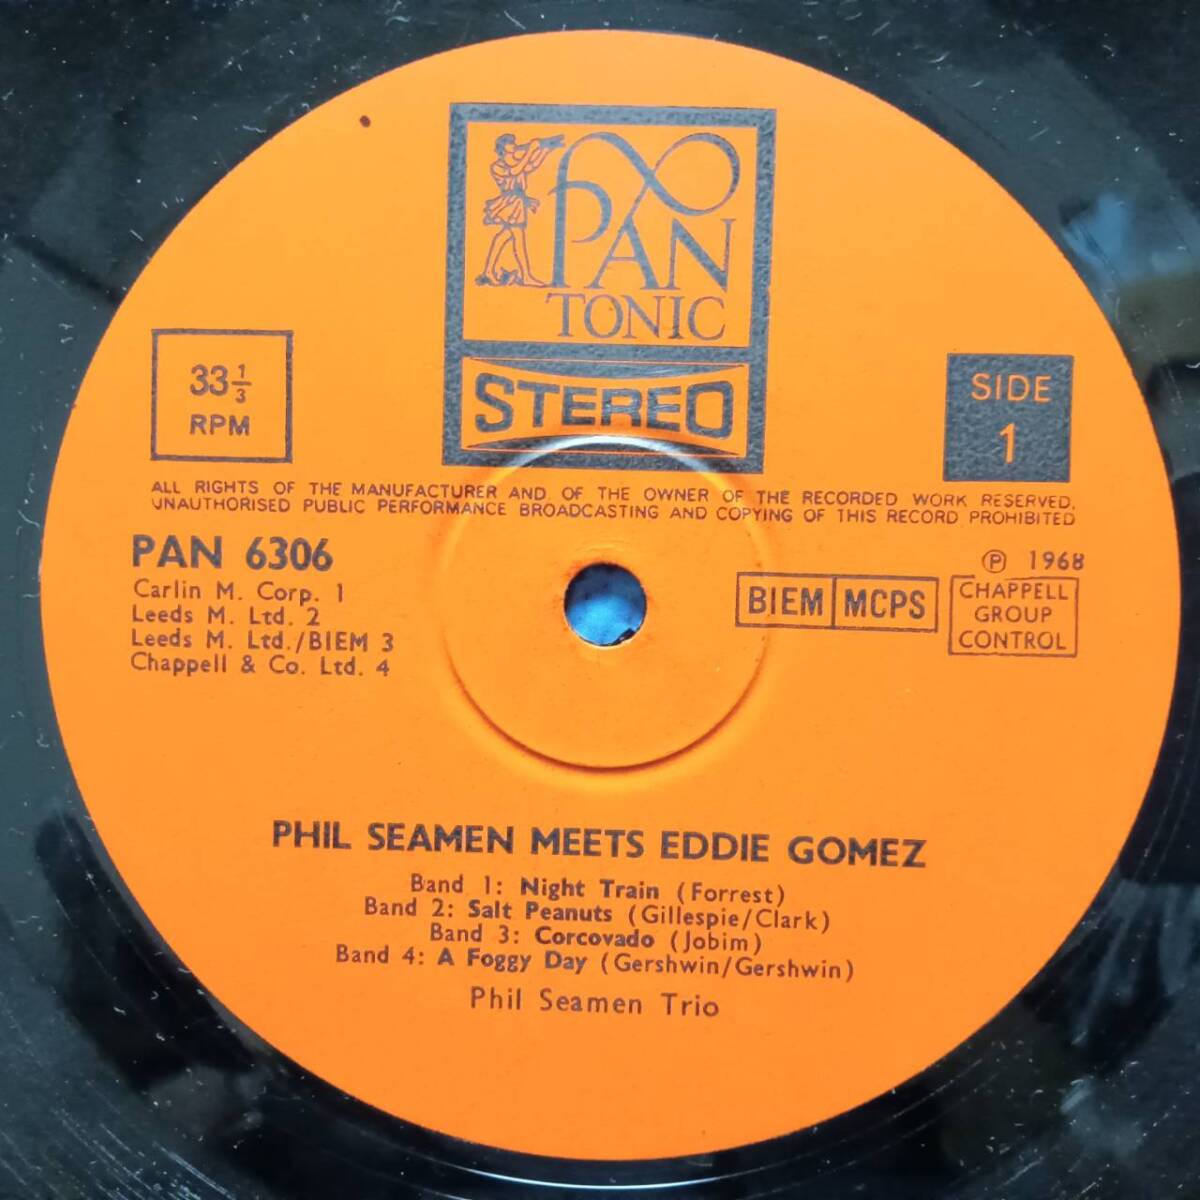 PAN
TONIC
STEREO
33⅓
RPM
SIDE
1
ALL RIGHTS OF THE MANUFACTURER AND OF THE OWNER OF THE RECORDED WORK RESERVED.
UNAUTHORISED PUBLIC PERFORMANCE BROADCASTING AND COPYING OF THIS RECORD PROHIBITED
PAN 6306
Carlin M. Corp. 1
Leeds M. Ltd. 2
Leeds M. Ltd./BIEM 3
Chappell & Co. Ltd. 4
℗ 1968
BIEM MCPS
CHAPPELL
GROUP
CONTROL
PHIL SEAMEN MEETS EDDIE GOMEZ
Band 1: Night Train (Forrest)
Band 2: Salt Peanuts (Gillespie/Clark)
Band 3: Corcovado (Jobim)
Band 4: A Foggy Day (Gershwin/Gershwin)
Phil Seamen Trio